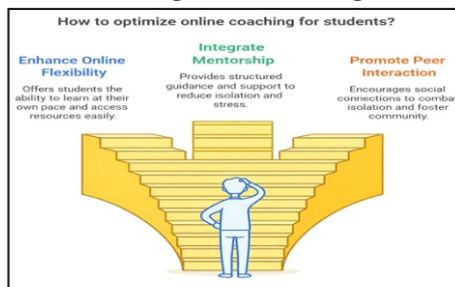 How to optimize online coaching for students?
Enhance Online
Flexibility
Offers students the
ability to learn at their
own pace and access
resources easily.
Integrate
Mentorship
Provides structured
guidance and support to
reduce isolation and
stress.
Promote Peer
Interaction
Encourages social
connections to combat
isolation and foster
community.